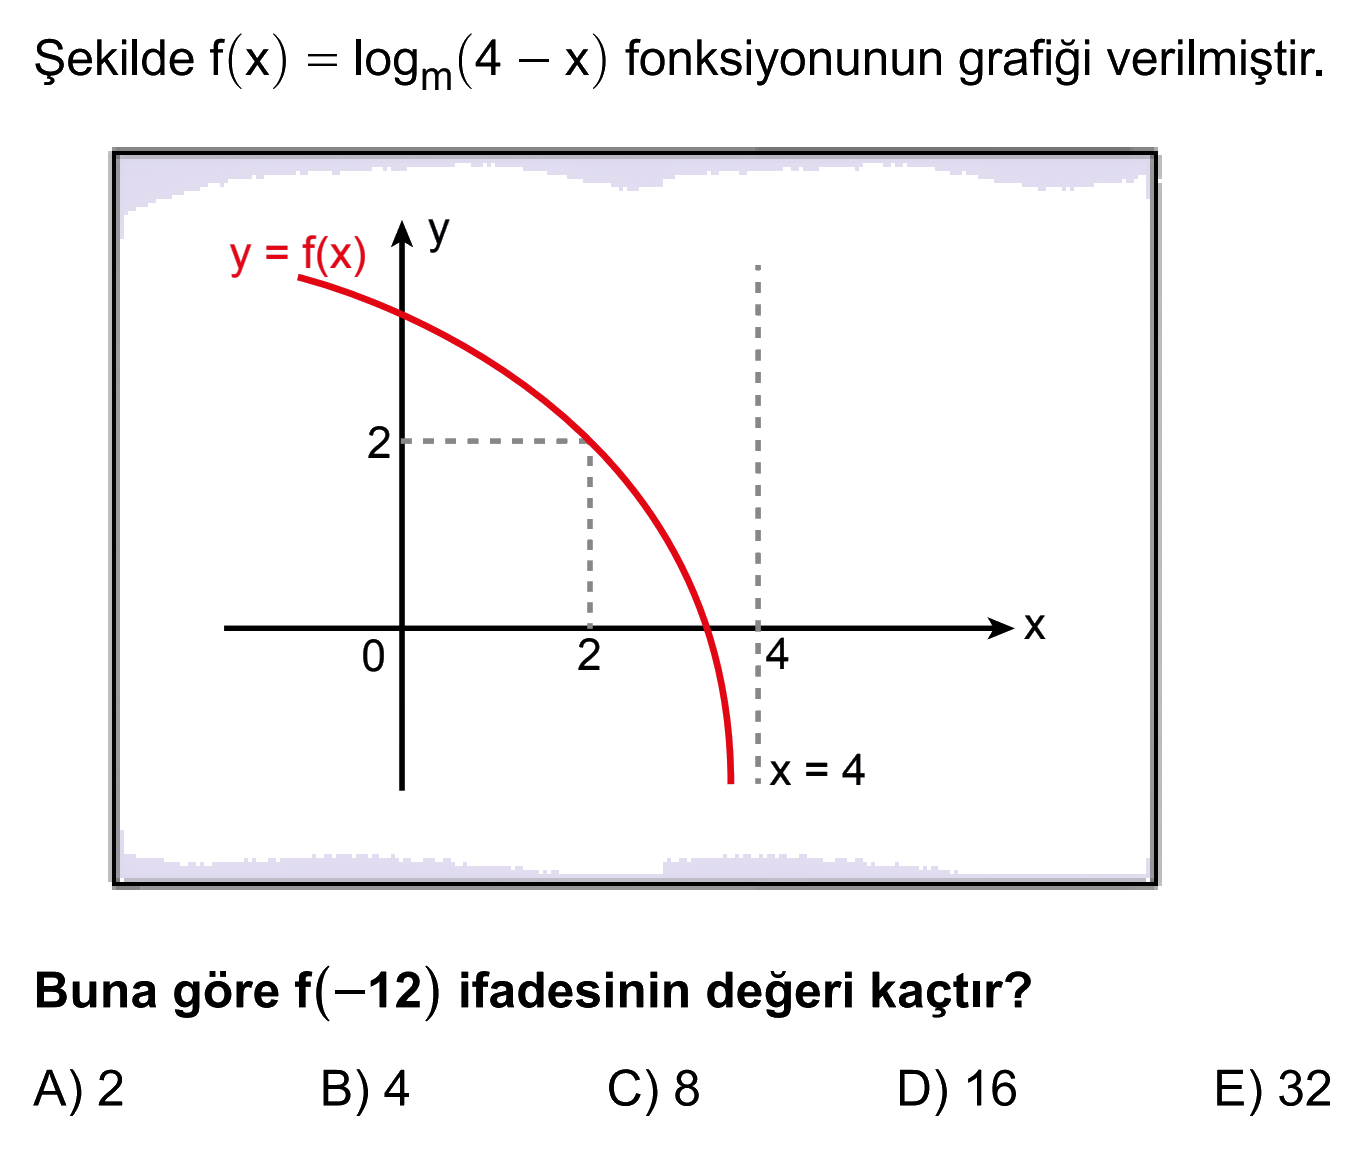 Şekilde f(x) = logₘ(4 − x) fonksiyonunun grafiği verilmiştir.
y
y = f(x)
2
0
2
4
x
x = 4
Buna göre f(−12) ifadesinin değeri kaçtır?
A) 2 B) 4 C) 8 D) 16 E) 32